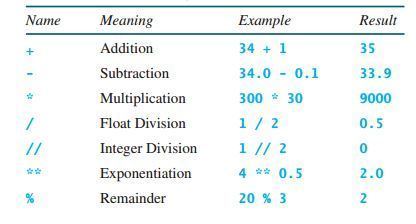 Name Meaning Example Result
+ Addition 34 + 1 35
- Subtraction 34.0 - 0.1 33.9
* Multiplication 300 * 30 9000
/ Float Division 1 / 2 0.5
// Integer Division 1 // 2 0
** Exponentiation 4 ** 0.5 2.0
% Remainder 20 % 3 2